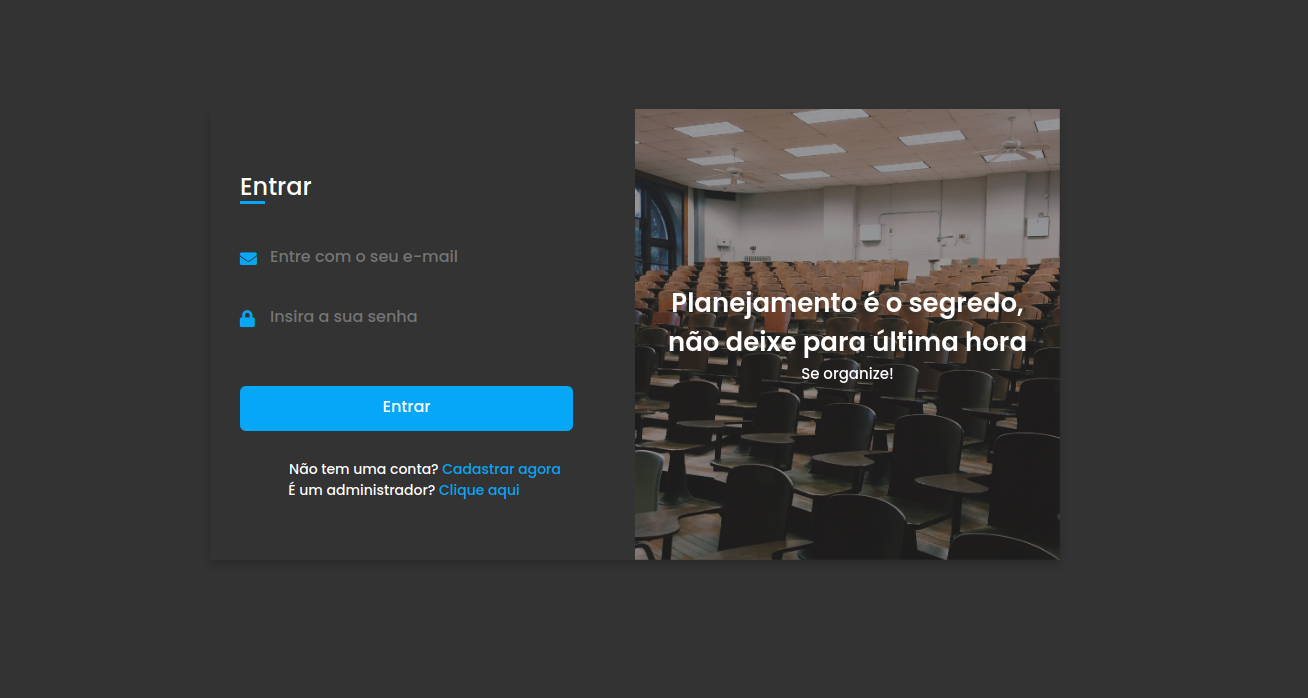 Entrar
Entre com o seu e-mail
Insira a sua senha
Entrar
Não tem uma conta? Cadastrar agora
É um administrador? Clique aqui
Planejamento é o segredo,
não deixe para última hora
Se organize!